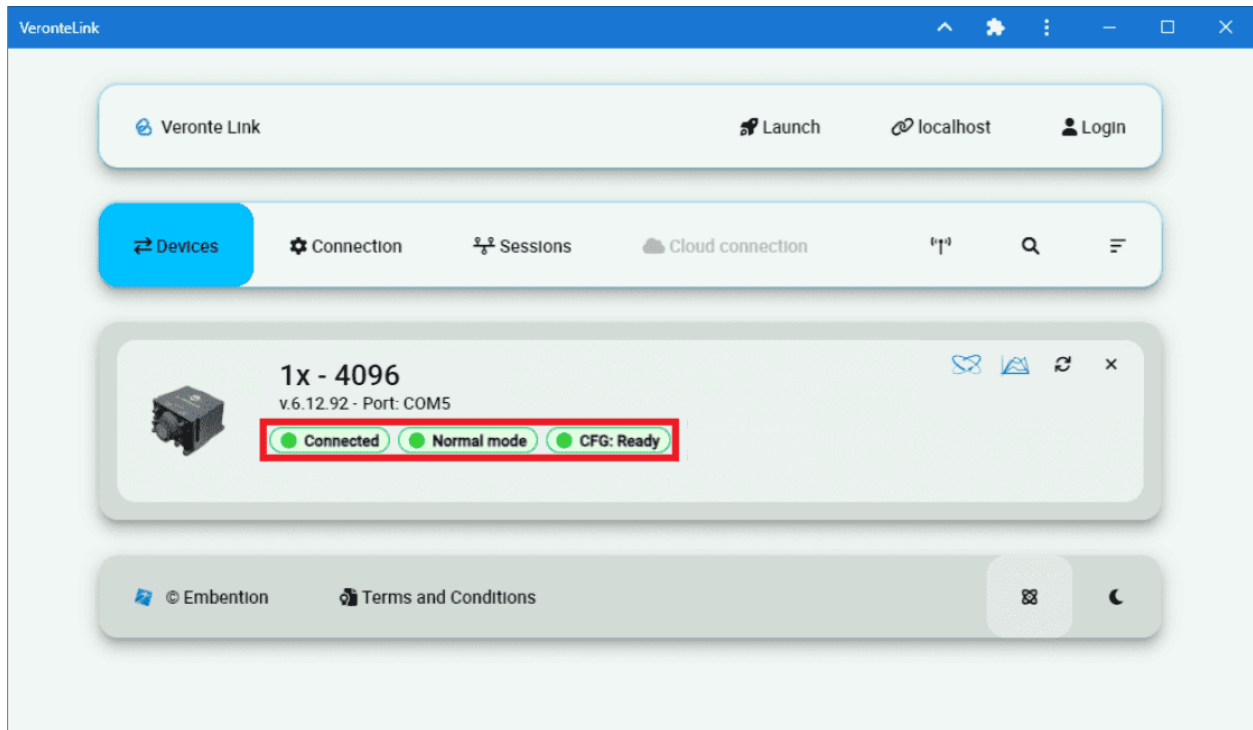 VeronteLink
Veronte Link Launch localhost Login
Devices Connection Sessions Cloud connection
1x - 4096
v.6.12.92 - Port: COM5
Connected Normal mode CFG: Ready
© Embention Terms and Conditions